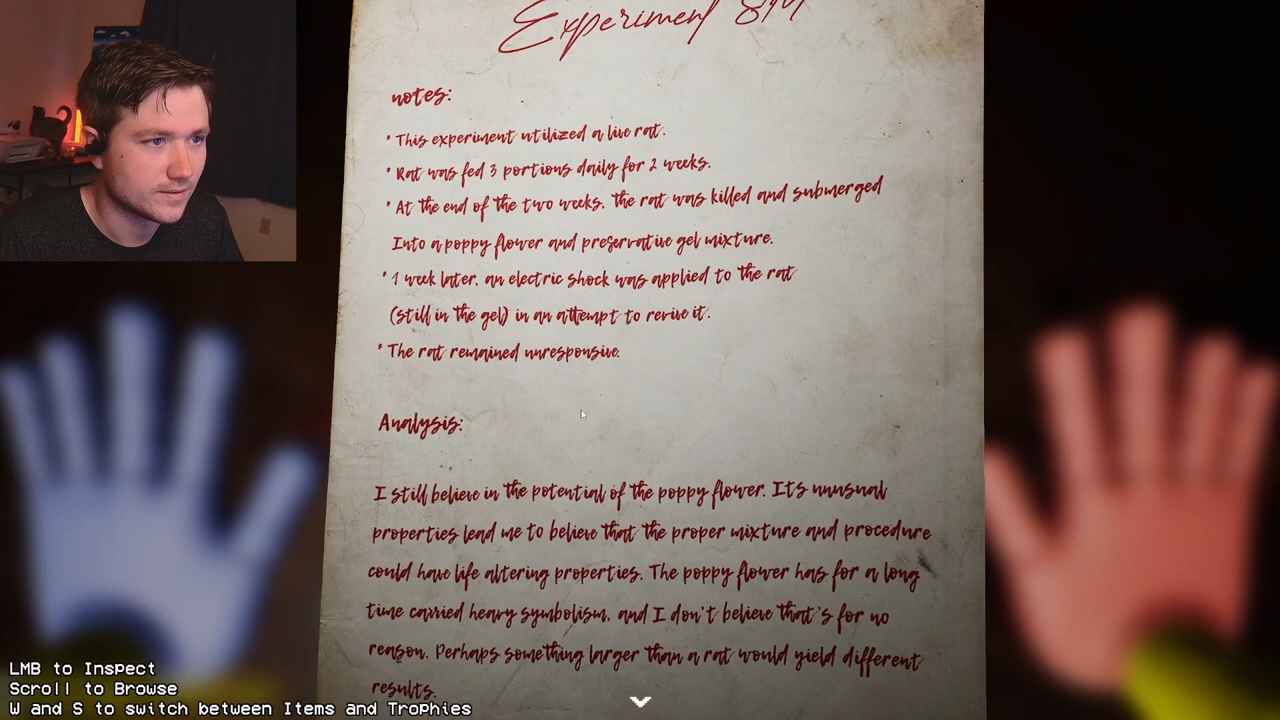 Experiment 814
notes:
* This experiment utilized a live rat.
* Rat was fed 3 portions daily for 2 weeks.
* At the end of the two weeks, the rat was killed and submerged
Into a poppy flower and preservative gel mixture.
* 1 week later, an electric shock was applied to the rat
(still in the gel) in an attempt to revive it.
* The rat remained unresponsive.
Analysis:
I still believe in the potential of the poppy flower. Its unusual
properties lead me to believe that the proper mixture and procedure
could have life altering properties. The poppy flower has for a long
time carried heavy symbolism, and I don't believe that's for no
reason. Perhaps something larger than a rat would yield different
results.
LMB to Inspect
Scroll to Browse
W and S to switch between Items and Trophies